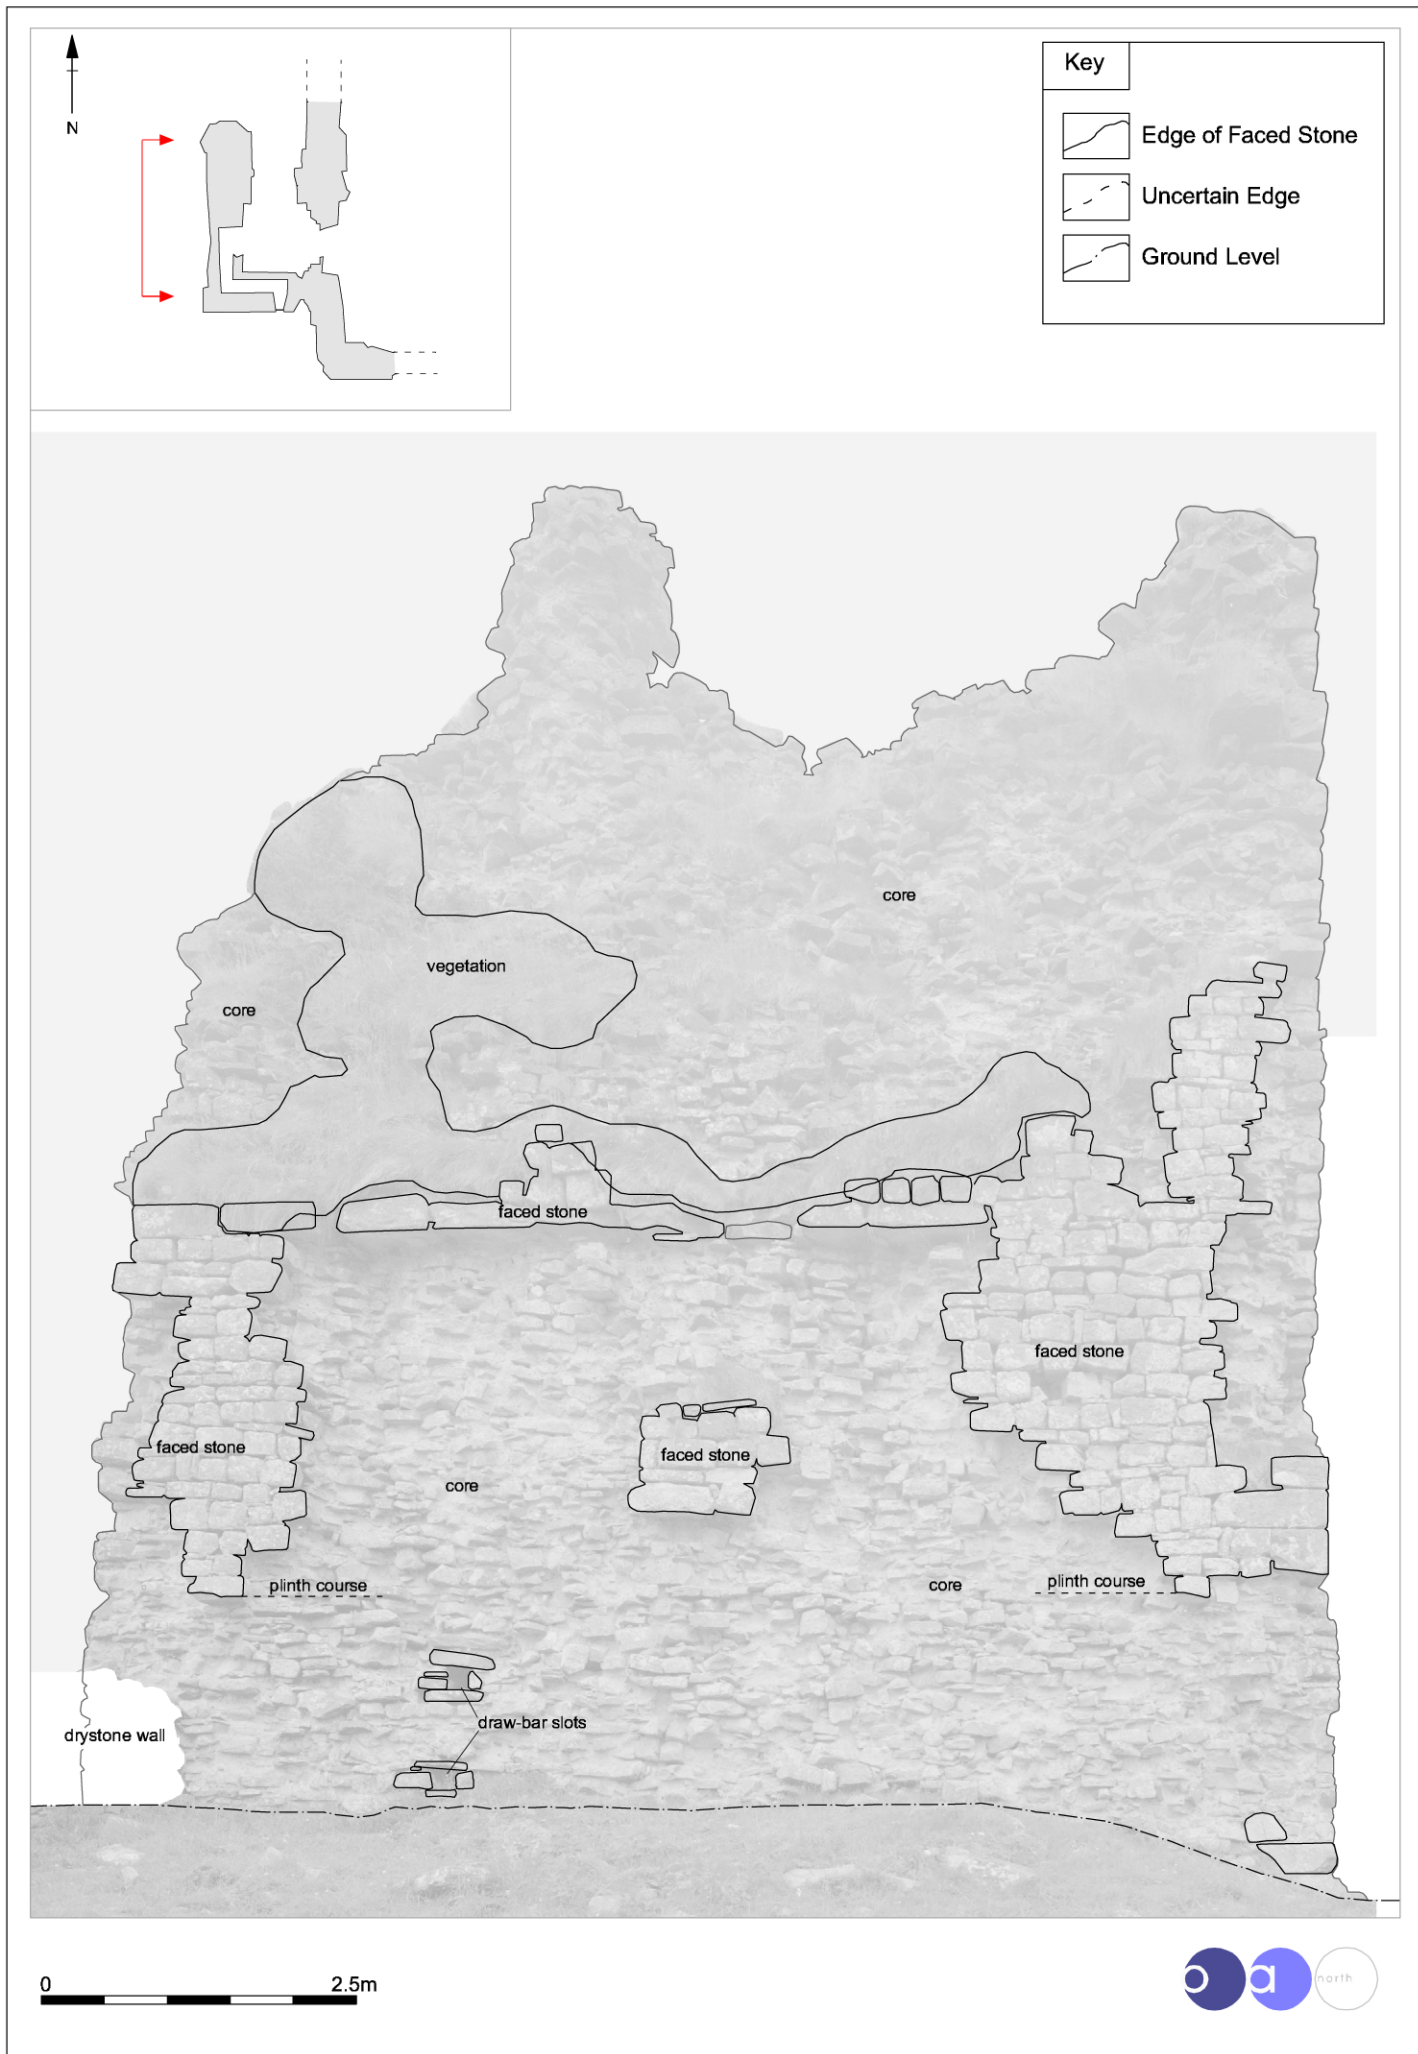 N
Key
Edge of Faced Stone
Uncertain Edge
Ground Level
core
vegetation
core
faced stone
faced stone
faced stone
faced stone
core
plinth course
core
plinth course
draw-bar slots
drystone wall
0 2.5m
oa north